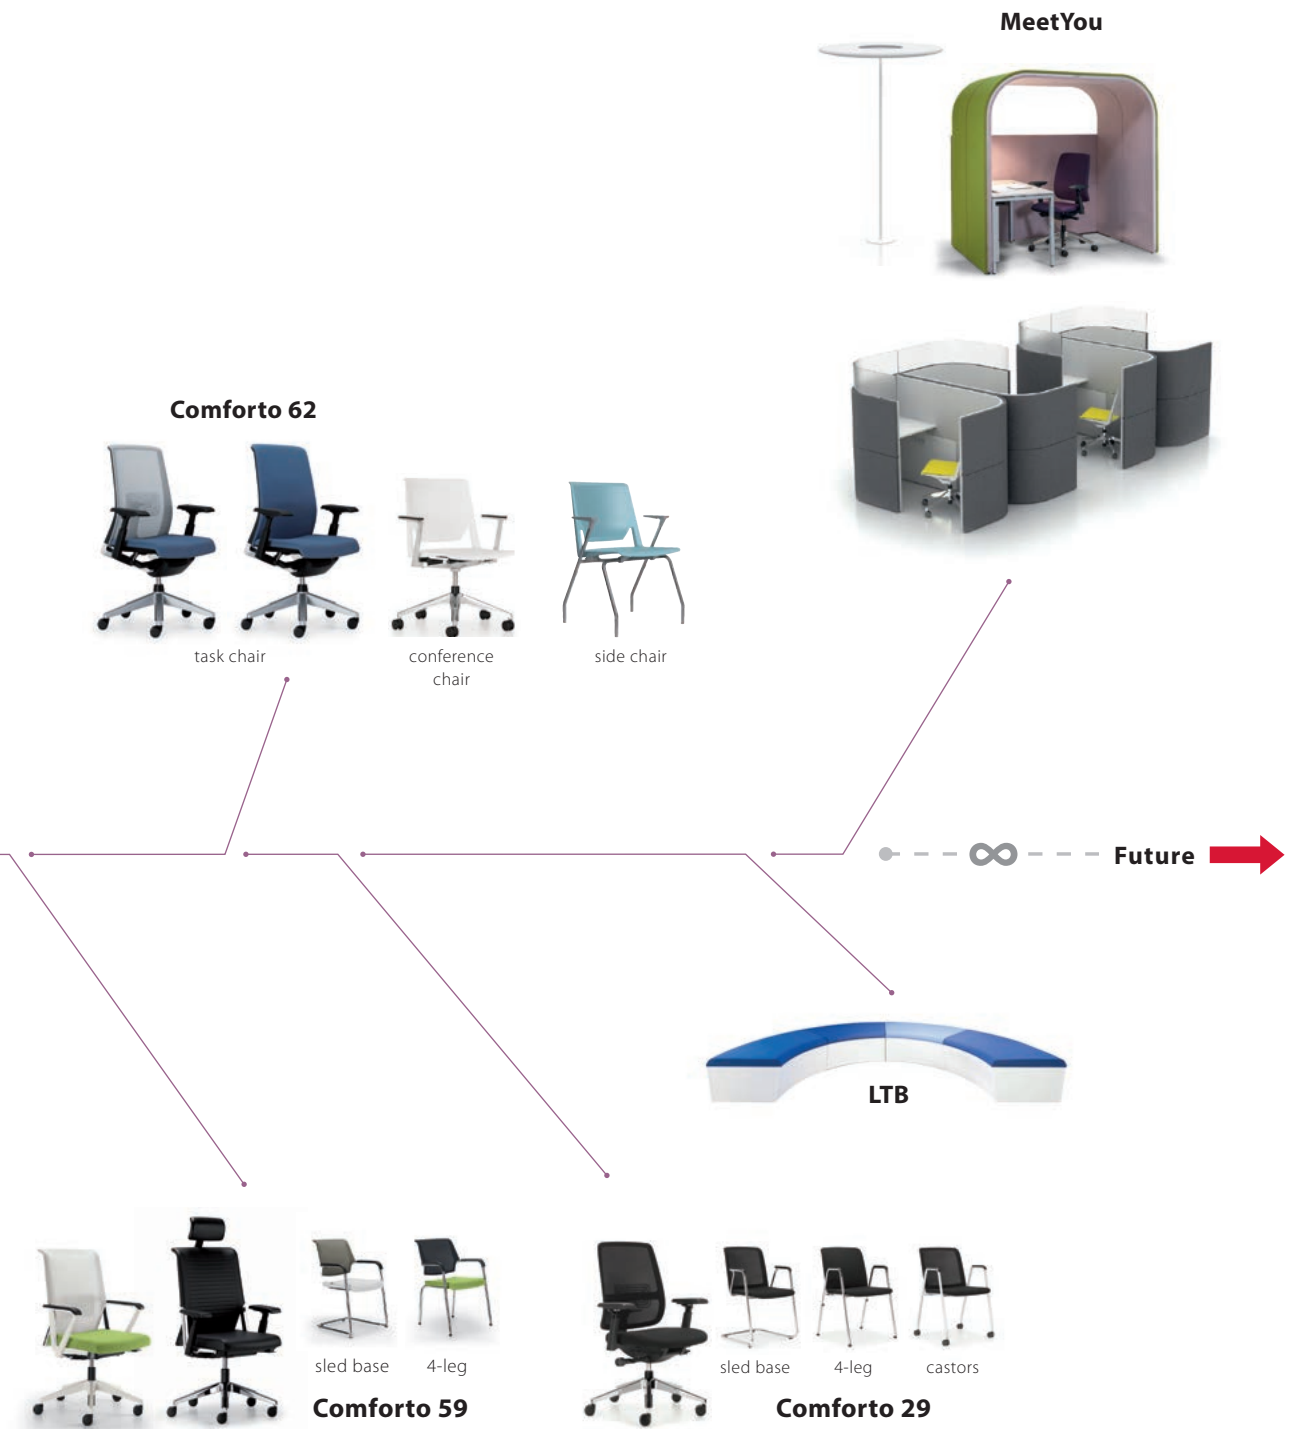 MeetYou
Comforto 62
task chair
conference
chair
side chair
Future
LTB
sled base
4-leg
Comforto 59
sled base
4-leg
castors
Comforto 29